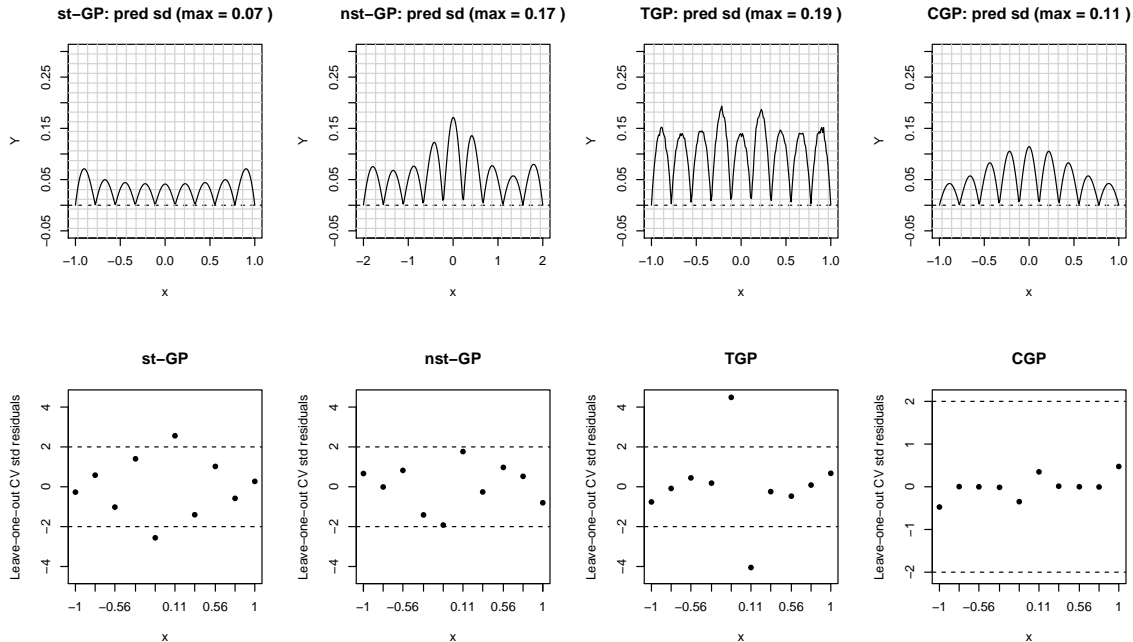 st−GP: pred sd (max = 0.07 )
nst−GP: pred sd (max = 0.17 )
TGP: pred sd (max = 0.19 )
CGP: pred sd (max = 0.11 )
Y
−0.05 0.05 0.15 0.25
−1.0 −0.5 0.0 0.5 1.0
x
Y
−0.05 0.05 0.15 0.25
−2 −1 0 1 2
x
Y
−0.05 0.05 0.15 0.25
−1.0 −0.5 0.0 0.5 1.0
x
Y
−0.05 0.05 0.15 0.25
−1.0 −0.5 0.0 0.5 1.0
x
st−GP
Leave−one−out CV std residuals
−4 −2 0 2 4
−1 −0.56 0.11 0.56 1
x
nst−GP
Leave−one−out CV std residuals
−4 −2 0 2 4
−1 −0.56 0.11 0.56 1
x
TGP
Leave−one−out CV std residuals
−4 −2 0 2 4
−1 −0.56 0.11 0.56 1
x
CGP
Leave−one−out CV std residuals
−2 −1 0 1 2
−1 −0.56 0.11 0.56 1
x